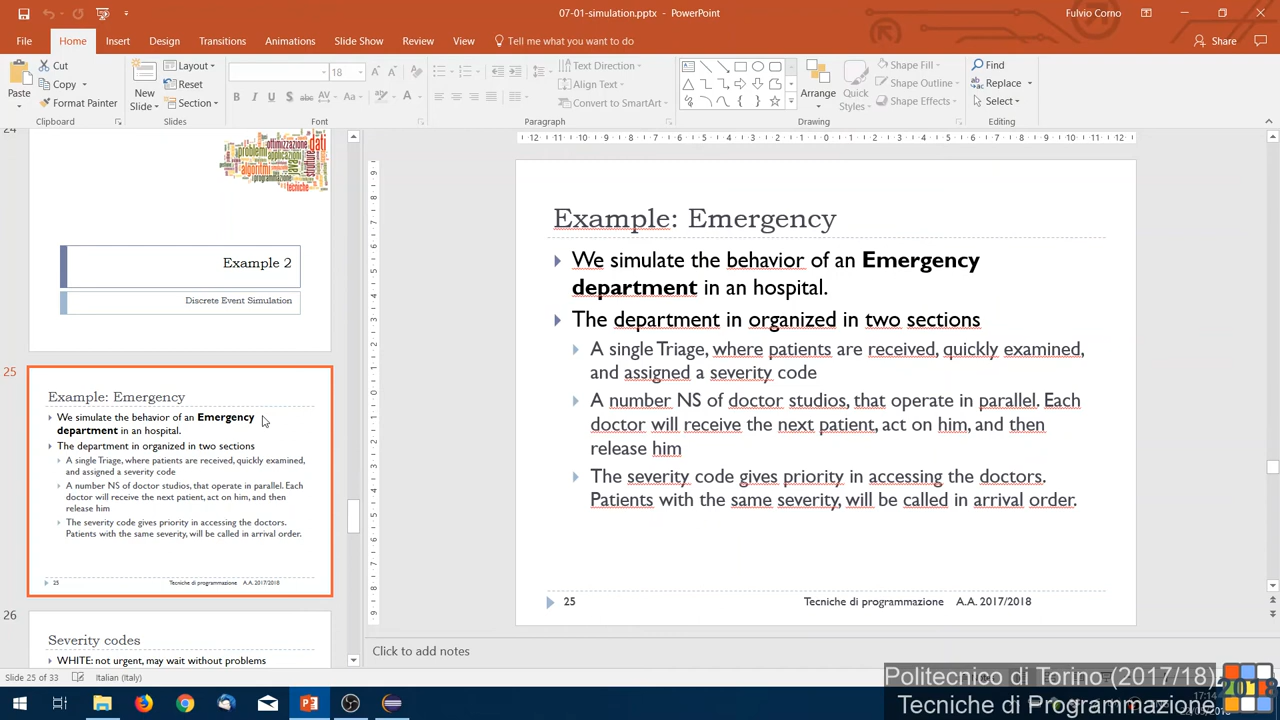 07-01-simulation.pptx - PowerPoint
Fulvio Corno
File Home Insert Design Transitions Animations Slide Show Review View Tell me what you want to do Share
Paste
Cut
Copy
Format Painter
Clipboard
New
Slide
Layout
Reset
Section
Slides
18
Font
Text Direction
Align Text
Convert to SmartArt
Paragraph
Arrange
Quick
Styles
Shape Fill
Shape Outline
Shape Effects
Drawing
Find
Replace
Select
Editing
24
Example 2
Discrete Event Simulation
25
Example: Emergency
We simulate the behavior of an Emergency
department in an hospital.
The department in organized in two sections
A single Triage, where patients are received, quickly examined,
and assigned a severity code
A number NS of doctor studios, that operate in parallel. Each
doctor will receive the next patient, act on him, and then
release him
The severity code gives priority in accessing the doctors.
Patients with the same severity, will be called in arrival order.
25 Tecniche di programmazione A.A. 2017/2018
26
Severity codes
WHITE: not urgent, may wait without problems
Example: Emergency
We simulate the behavior of an Emergency
department in an hospital.
The department in organized in two sections
A single Triage, where patients are received, quickly examined,
and assigned a severity code
A number NS of doctor studios, that operate in parallel. Each
doctor will receive the next patient, act on him, and then
release him
The severity code gives priority in accessing the doctors.
Patients with the same severity, will be called in arrival order.
25 Tecniche di programmazione A.A. 2017/2018
Click to add notes
Slide 25 of 33 Italian (Italy)
Politecnico di Torino (2017/18)
Tecniche di Programmazione
2018
17:14